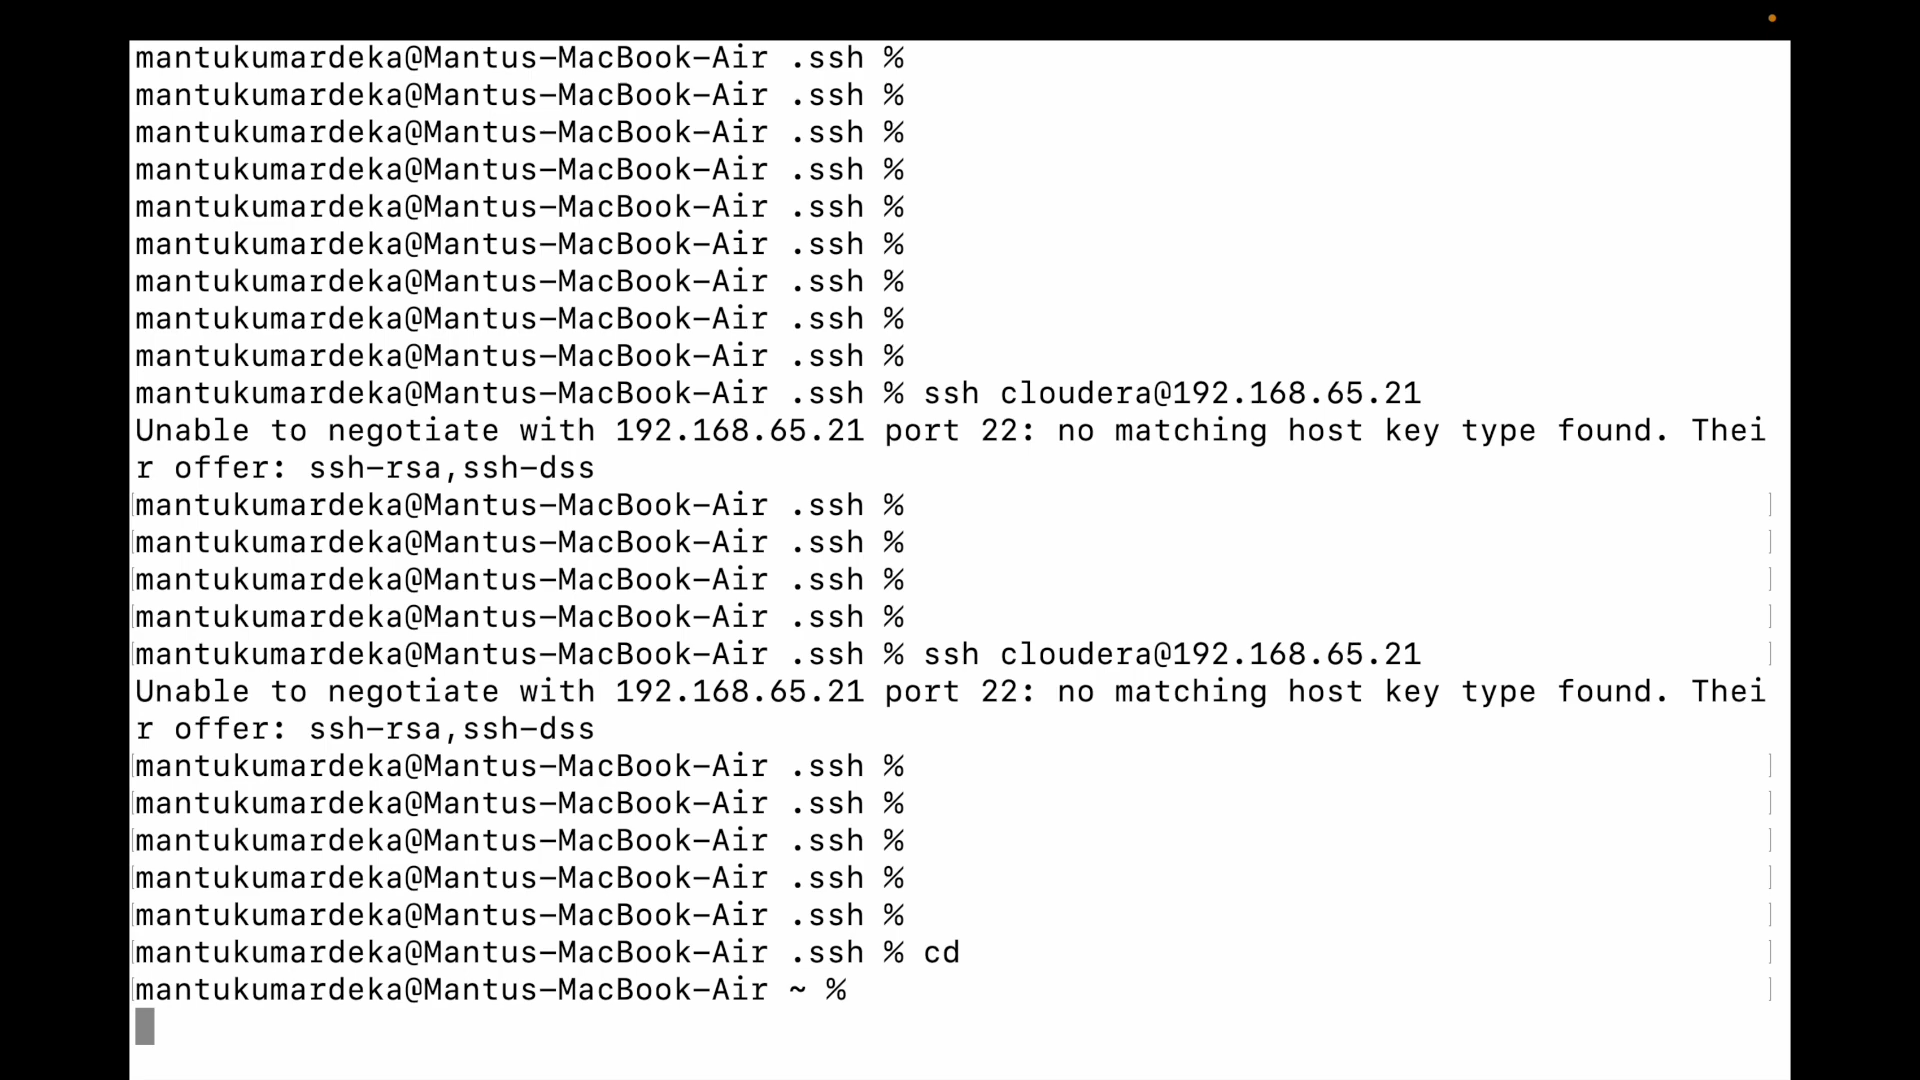 mantukumardeka@Mantus-MacBook-Air .ssh %
mantukumardeka@Mantus-MacBook-Air .ssh %
mantukumardeka@Mantus-MacBook-Air .ssh %
mantukumardeka@Mantus-MacBook-Air .ssh %
mantukumardeka@Mantus-MacBook-Air .ssh %
mantukumardeka@Mantus-MacBook-Air .ssh %
mantukumardeka@Mantus-MacBook-Air .ssh %
mantukumardeka@Mantus-MacBook-Air .ssh %
mantukumardeka@Mantus-MacBook-Air .ssh %
mantukumardeka@Mantus-MacBook-Air .ssh % ssh cloudera@192.168.65.21
Unable to negotiate with 192.168.65.21 port 22: no matching host key type found. Thei
r offer: ssh-rsa,ssh-dss
[mantukumardeka@Mantus-MacBook-Air .ssh % ]
[mantukumardeka@Mantus-MacBook-Air .ssh % ]
[mantukumardeka@Mantus-MacBook-Air .ssh % ]
[mantukumardeka@Mantus-MacBook-Air .ssh % ]
[mantukumardeka@Mantus-MacBook-Air .ssh % ssh cloudera@192.168.65.21 ]
Unable to negotiate with 192.168.65.21 port 22: no matching host key type found. Thei
r offer: ssh-rsa,ssh-dss
[mantukumardeka@Mantus-MacBook-Air .ssh % ]
[mantukumardeka@Mantus-MacBook-Air .ssh % ]
[mantukumardeka@Mantus-MacBook-Air .ssh % ]
[mantukumardeka@Mantus-MacBook-Air .ssh % ]
[mantukumardeka@Mantus-MacBook-Air .ssh % ]
[mantukumardeka@Mantus-MacBook-Air .ssh % cd ]
[mantukumardeka@Mantus-MacBook-Air ~ % ]